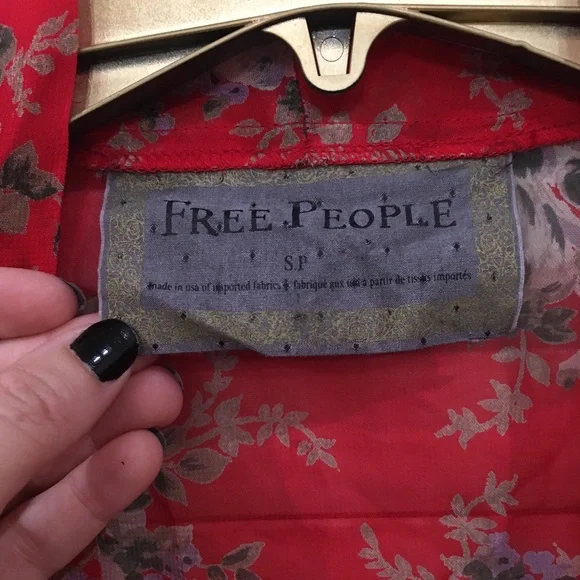 FREE PEOPLE
S.P
made in usa of imported fabrics & fabriqué aux usa a partir de tissus importés